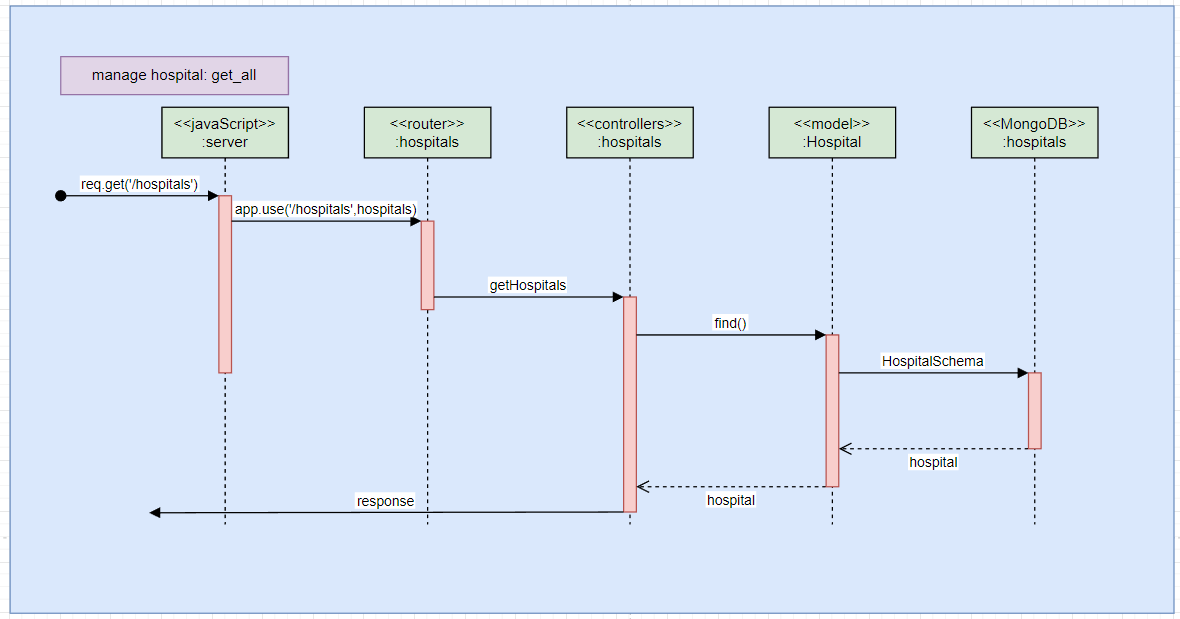 manage hospital: get_all
<<javaScript>>
:server
<<router>>
:hospitals
<<controllers>>
:hospitals
<<model>>
:Hospital
<<MongoDB>>
:hospitals
req.get('/hospitals')
app.use('/hospitals',hospitals)
getHospitals
find()
HospitalSchema
hospital
hospital
response